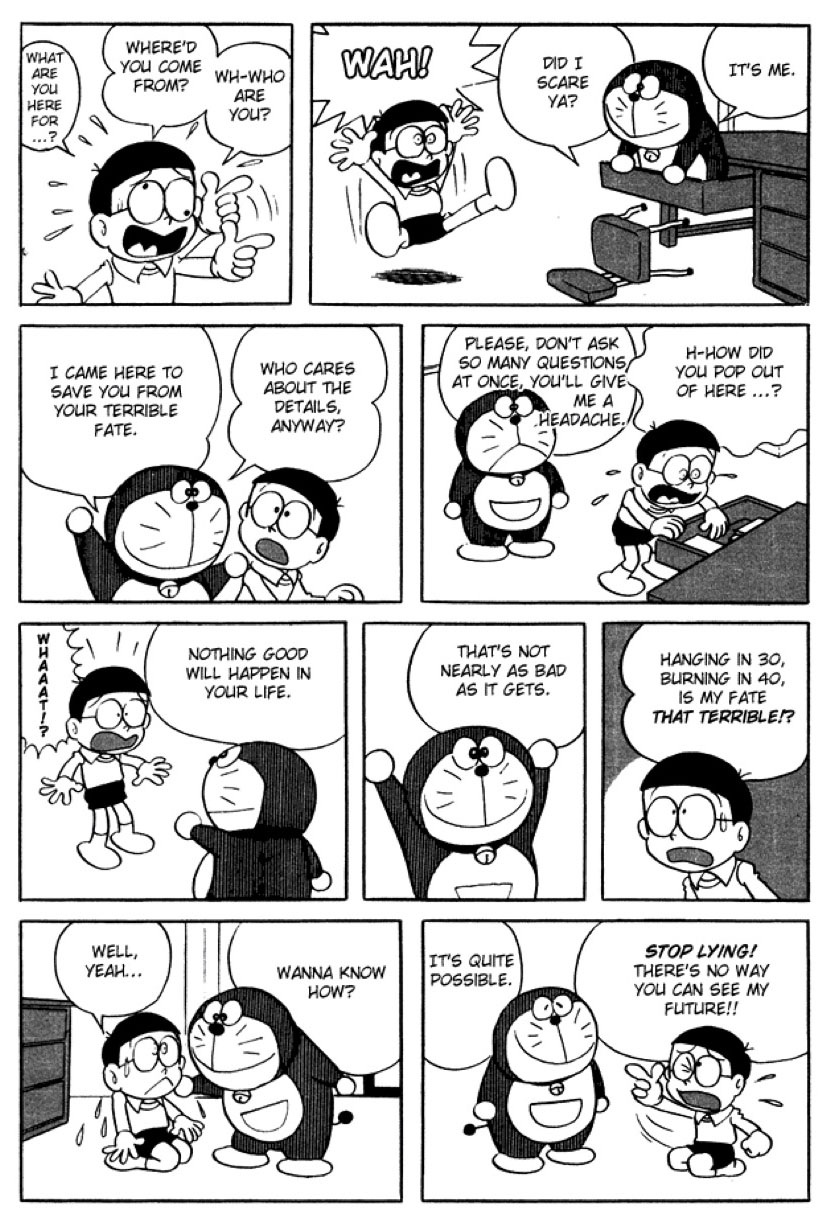 IT'S ME.
DID I
SCARE
YA?
WAH!
WH-WHO
ARE
YOU?
WHERE'D
YOU COME
FROM?
WHAT
ARE
YOU
HERE
FOR
...?
H-HOW DID
YOU POP OUT
OF HERE ...?
PLEASE, DON'T ASK
SO MANY QUESTIONS
AT ONCE, YOU'LL GIVE
ME A
HEADACHE.
WHO CARES
ABOUT THE
DETAILS,
ANYWAY?
I CAME HERE TO
SAVE YOU FROM
YOUR TERRIBLE
FATE.
HANGING IN 30,
BURNING IN 40,
IS MY FATE
THAT TERRIBLE!?
THAT'S NOT
NEARLY AS BAD
AS IT GETS.
NOTHING GOOD
WILL HAPPEN IN
YOUR LIFE.
WHAAAT!?
STOP LYING!
THERE'S NO WAY
YOU CAN SEE MY
FUTURE!!
IT'S QUITE
POSSIBLE.
WANNA KNOW
HOW?
WELL,
YEAH...